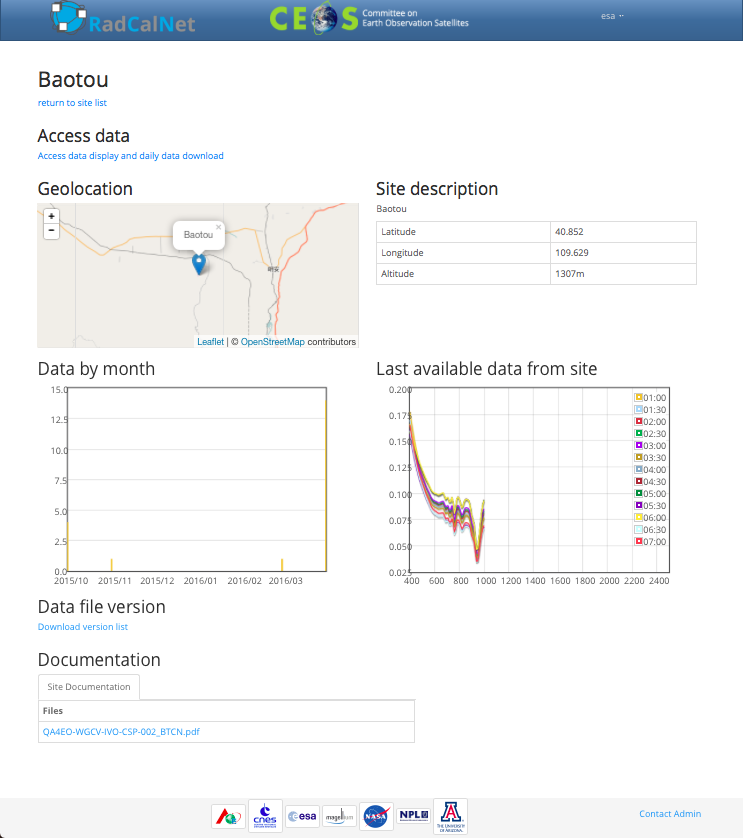 RadCalNet
CEOS
Committee on
Earth Observation Satellites
esa
Baotou
return to site list
Access data
Access data display and daily data download
Geolocation
+
−
Baotou ×
Leaflet | © OpenStreetMap contributors
Site description
Baotou
Latitude 40.852
Longitude 109.629
Altitude 1307m
Data by month
15.0
12.5
10.0
7.5
5.0
2.5
0.0
2015/10 2015/11 2015/12 2016/01 2016/02 2016/03
Last available data from site
0.200
0.175
0.150
0.125
0.100
0.075
0.050
0.025
400 600 800 1000 1200 1400 1600 1800 2000 2200 2400
01:00
01:30
02:00
02:30
03:00
03:30
04:00
04:30
05:00
05:30
06:00
06:30
07:00
Data file version
Download version list
Documentation
Site Documentation
Files
QA4EO-WGCV-IVO-CSP-002_BTCN.pdf
cnes
esa
magellium
NASA
NPL
A
THE UNIVERSITY
OF ARIZONA
Contact Admin